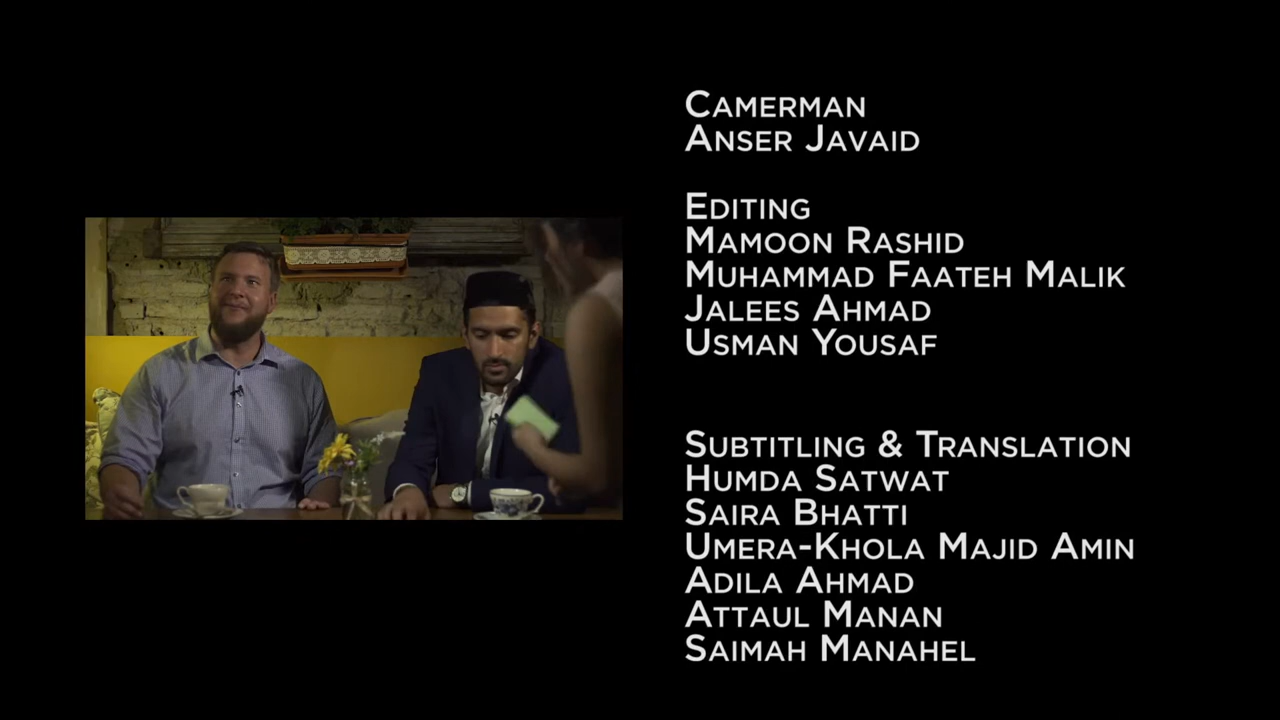 CAMERMAN
ANSER JAVAID
EDITING
MAMOON RASHID
MUHAMMAD FAATEH MALIK
JALEES AHMAD
USMAN YOUSAF
SUBTITLING & TRANSLATION
HUMDA SATWAT
SAIRA BHATTI
UMERA-KHOLA MAJID AMIN
ADILA AHMAD
ATTAUL MANAN
SAIMAH MANAHEL